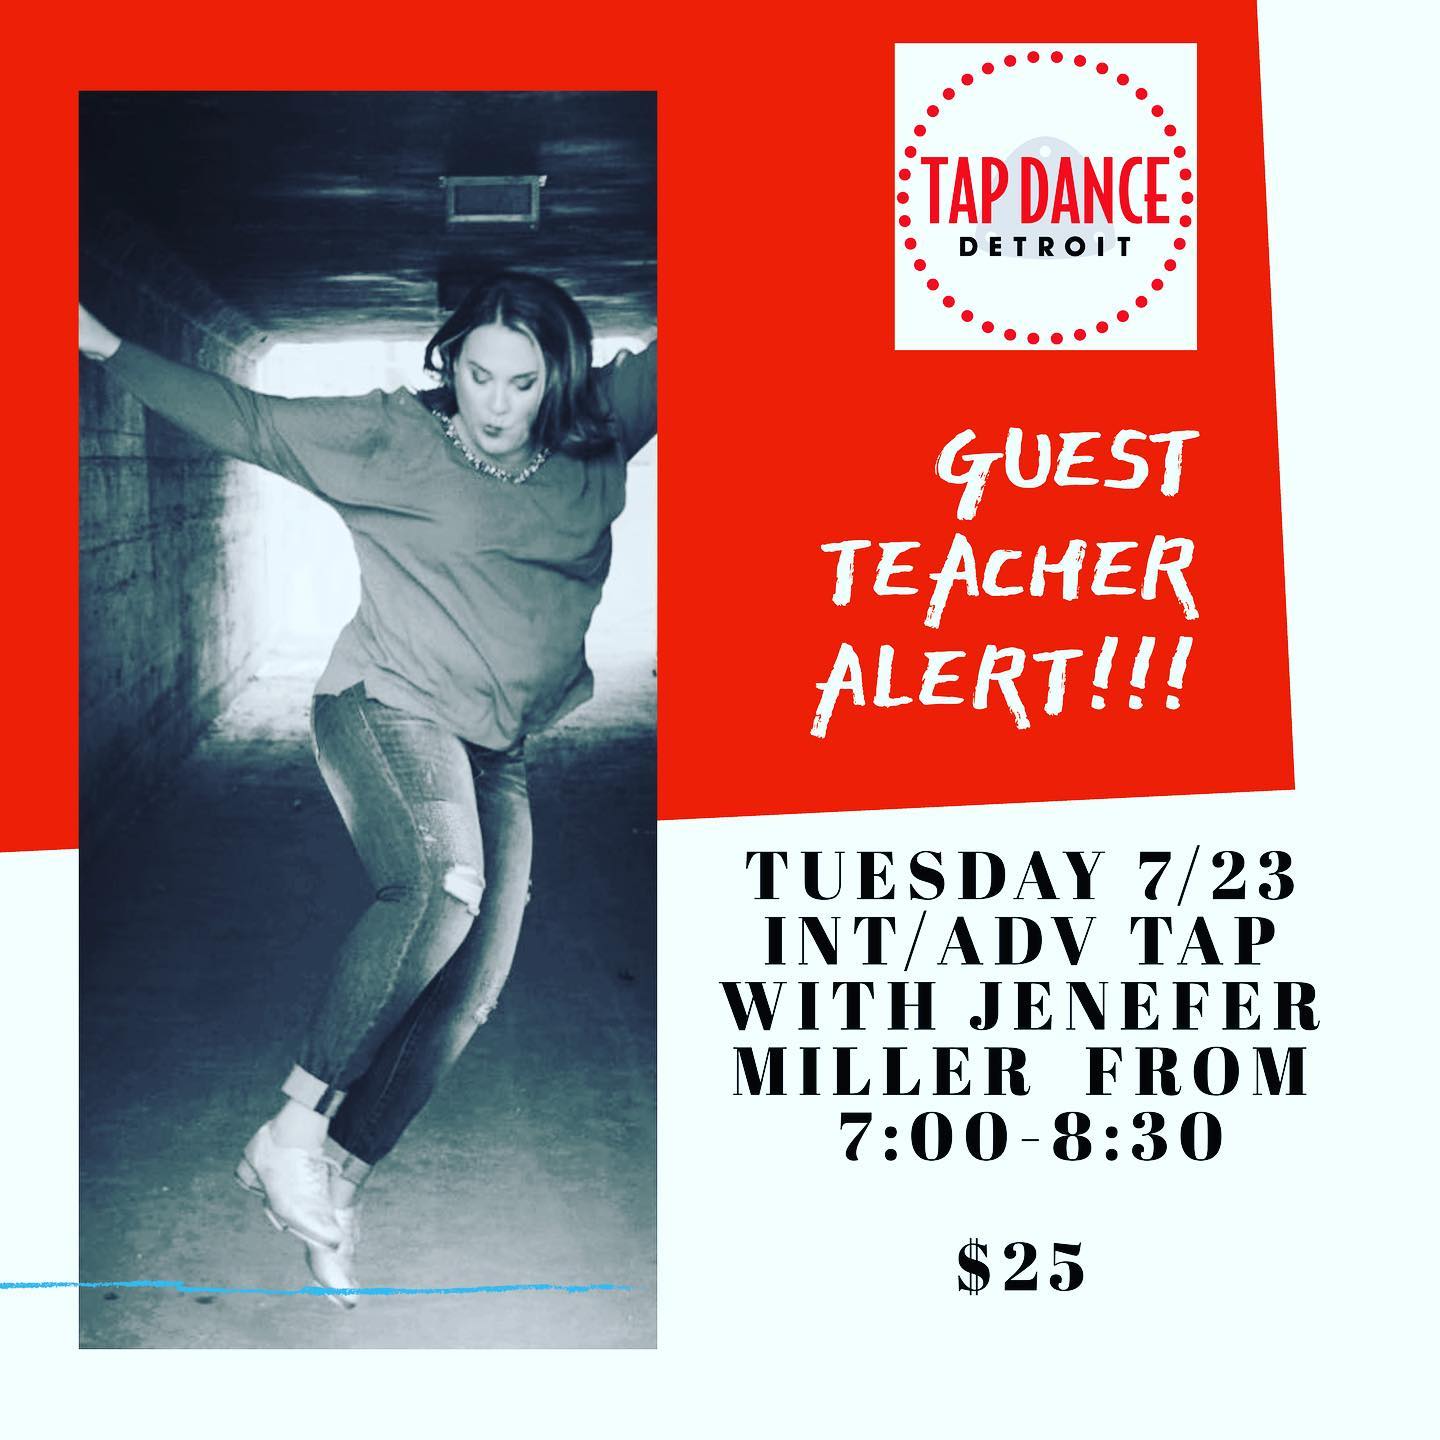 TAP DANCE
DETROIT
GUEST
TEACHER
ALERT!!!
TUESDAY 7/23
INT/ADV TAP
WITH JENEFER
MILLER FROM
7:00-8:30
$25